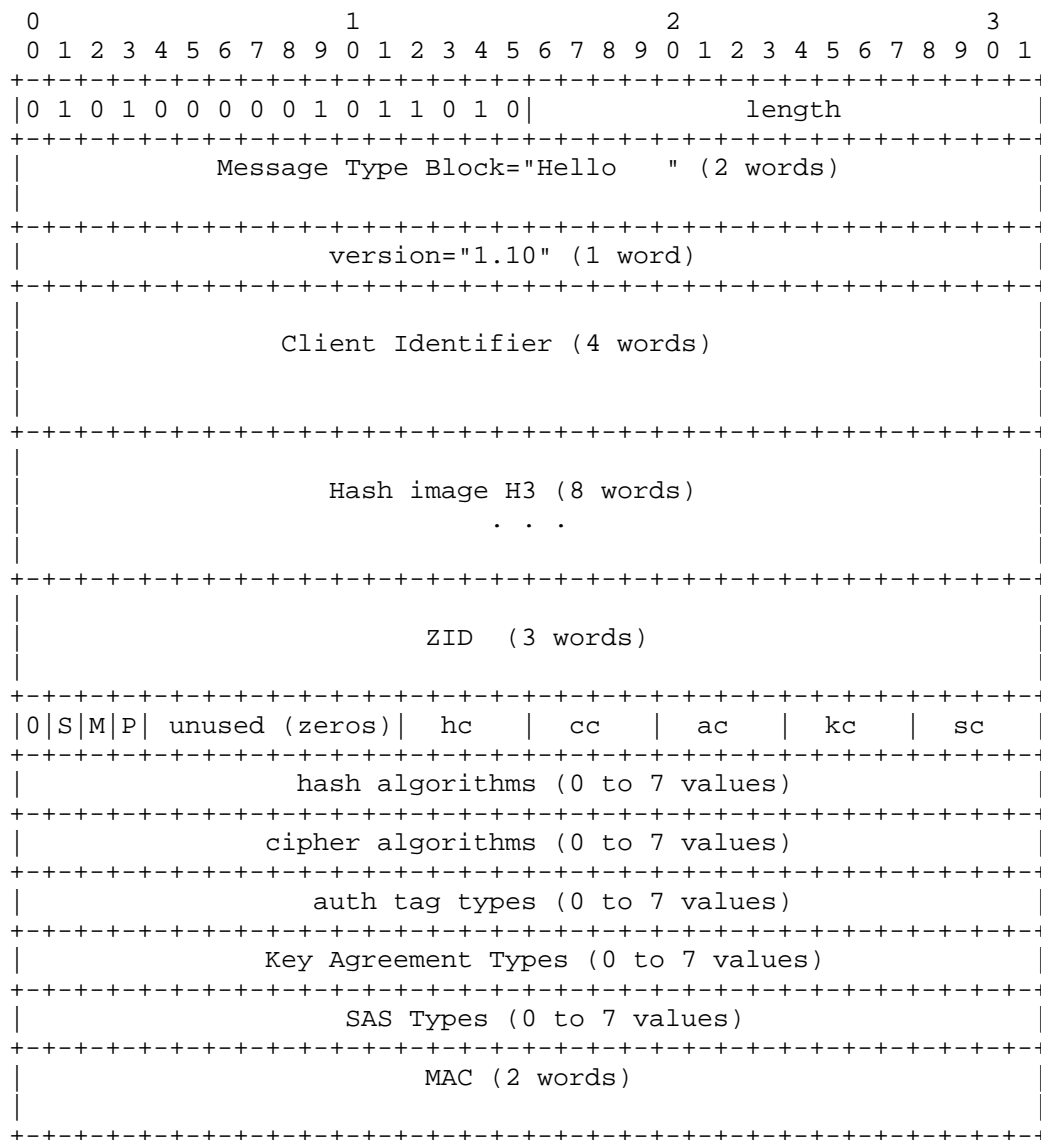 0                   1                   2                   3
 0 1 2 3 4 5 6 7 8 9 0 1 2 3 4 5 6 7 8 9 0 1 2 3 4 5 6 7 8 9 0 1
+-+-+-+-+-+-+-+-+-+-+-+-+-+-+-+-+-+-+-+-+-+-+-+-+-+-+-+-+-+-+-+-+
|0 1 0 1 0 0 0 0 0 1 0 1 1 0 1 0|             length            |
+-+-+-+-+-+-+-+-+-+-+-+-+-+-+-+-+-+-+-+-+-+-+-+-+-+-+-+-+-+-+-+-+
|            Message Type Block="Hello   " (2 words)            |
|                                                               |
+-+-+-+-+-+-+-+-+-+-+-+-+-+-+-+-+-+-+-+-+-+-+-+-+-+-+-+-+-+-+-+-+
|                   version="1.10" (1 word)                     |
+-+-+-+-+-+-+-+-+-+-+-+-+-+-+-+-+-+-+-+-+-+-+-+-+-+-+-+-+-+-+-+-+
|                                                               |
|                Client Identifier (4 words)                    |
|                                                               |
|                                                               |
+-+-+-+-+-+-+-+-+-+-+-+-+-+-+-+-+-+-+-+-+-+-+-+-+-+-+-+-+-+-+-+-+
|                                                               |
|                   Hash image H3 (8 words)                     |
|                             . . .                             |
|                                                               |
+-+-+-+-+-+-+-+-+-+-+-+-+-+-+-+-+-+-+-+-+-+-+-+-+-+-+-+-+-+-+-+-+
|                                                               |
|                         ZID  (3 words)                        |
|                                                               |
+-+-+-+-+-+-+-+-+-+-+-+-+-+-+-+-+-+-+-+-+-+-+-+-+-+-+-+-+-+-+-+-+
|0|S|M|P| unused (zeros)|  hc   |  cc   |  ac   |  kc   |  sc   |
+-+-+-+-+-+-+-+-+-+-+-+-+-+-+-+-+-+-+-+-+-+-+-+-+-+-+-+-+-+-+-+-+
|                 hash algorithms (0 to 7 values)               |
+-+-+-+-+-+-+-+-+-+-+-+-+-+-+-+-+-+-+-+-+-+-+-+-+-+-+-+-+-+-+-+-+
|               cipher algorithms (0 to 7 values)               |
+-+-+-+-+-+-+-+-+-+-+-+-+-+-+-+-+-+-+-+-+-+-+-+-+-+-+-+-+-+-+-+-+
|                  auth tag types (0 to 7 values)               |
+-+-+-+-+-+-+-+-+-+-+-+-+-+-+-+-+-+-+-+-+-+-+-+-+-+-+-+-+-+-+-+-+
|               Key Agreement Types (0 to 7 values)             |
+-+-+-+-+-+-+-+-+-+-+-+-+-+-+-+-+-+-+-+-+-+-+-+-+-+-+-+-+-+-+-+-+
|                    SAS Types (0 to 7 values)                  |
+-+-+-+-+-+-+-+-+-+-+-+-+-+-+-+-+-+-+-+-+-+-+-+-+-+-+-+-+-+-+-+-+
|                         MAC (2 words)                         |
|                                                               |
+-+-+-+-+-+-+-+-+-+-+-+-+-+-+-+-+-+-+-+-+-+-+-+-+-+-+-+-+-+-+-+-+